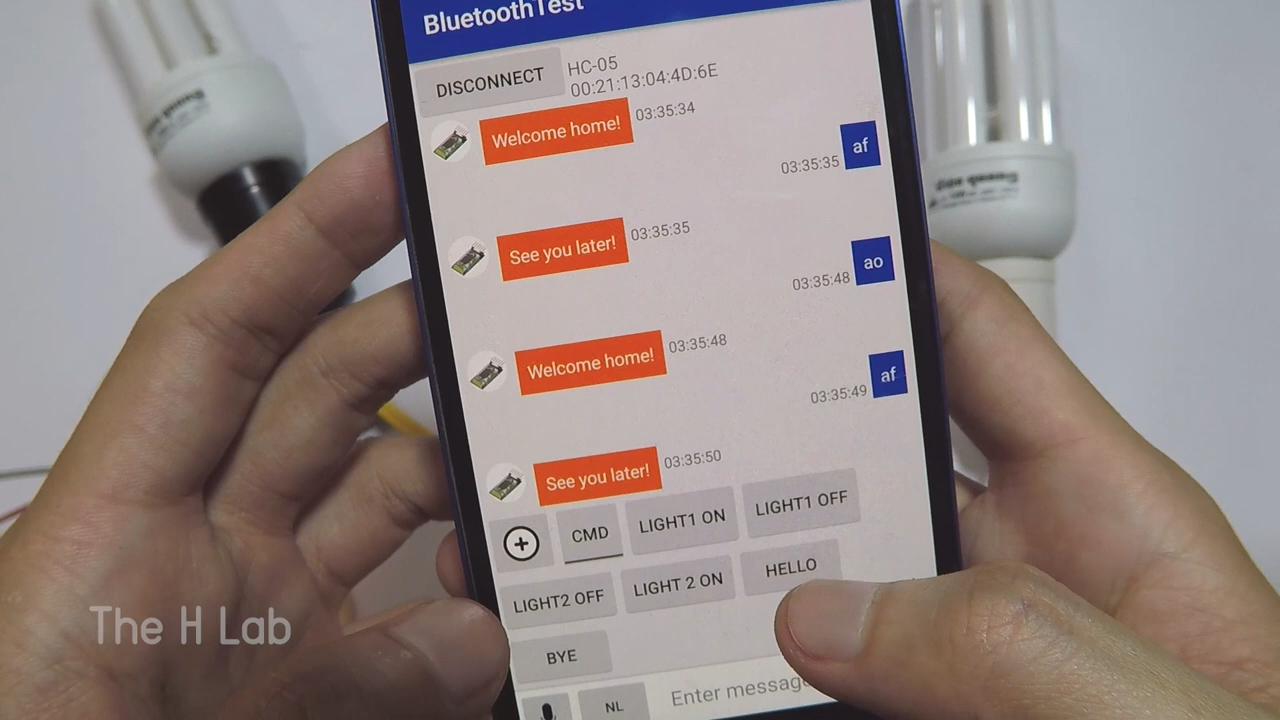 BluetoothTest
DISCONNECT
HC-05
00:21:13:04:4D:6E
Welcome home!
03:35:34
af
03:35:35
See you later!
03:35:35
ao
03:35:48
Welcome home!
03:35:48
af
03:35:49
See you later!
03:35:50
CMD
LIGHT1 ON
LIGHT1 OFF
LIGHT2 OFF
LIGHT 2 ON
HELLO
BYE
NL
Enter message
The H Lab